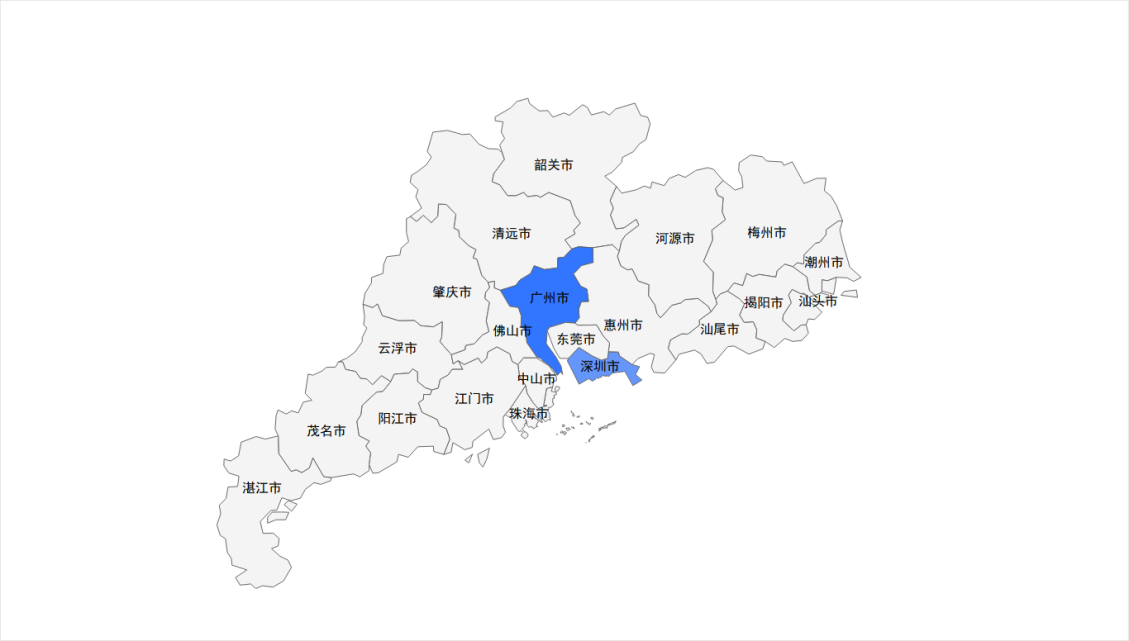 韶关市
清远市
河源市
梅州市
潮州市
肇庆市
广州市
揭阳市
汕头市
佛山市
惠州市
汕尾市
东莞市
云浮市
深圳市
中山市
江门市
珠海市
阳江市
茂名市
湛江市